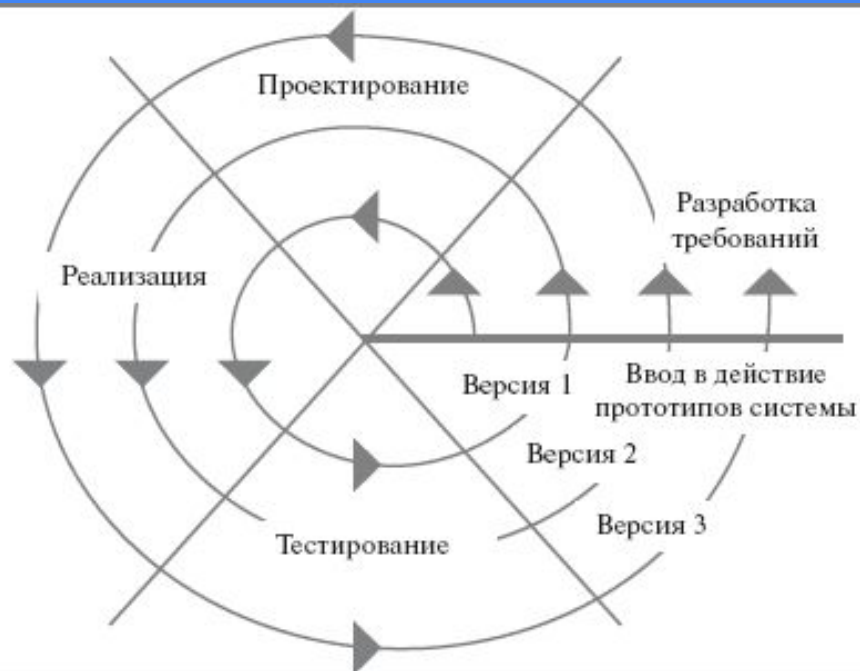 Проектирование
Разработка
требований
Реализация
Версия 1
Ввод в действие
прототипов системы
Версия 2
Версия 3
Тестирование